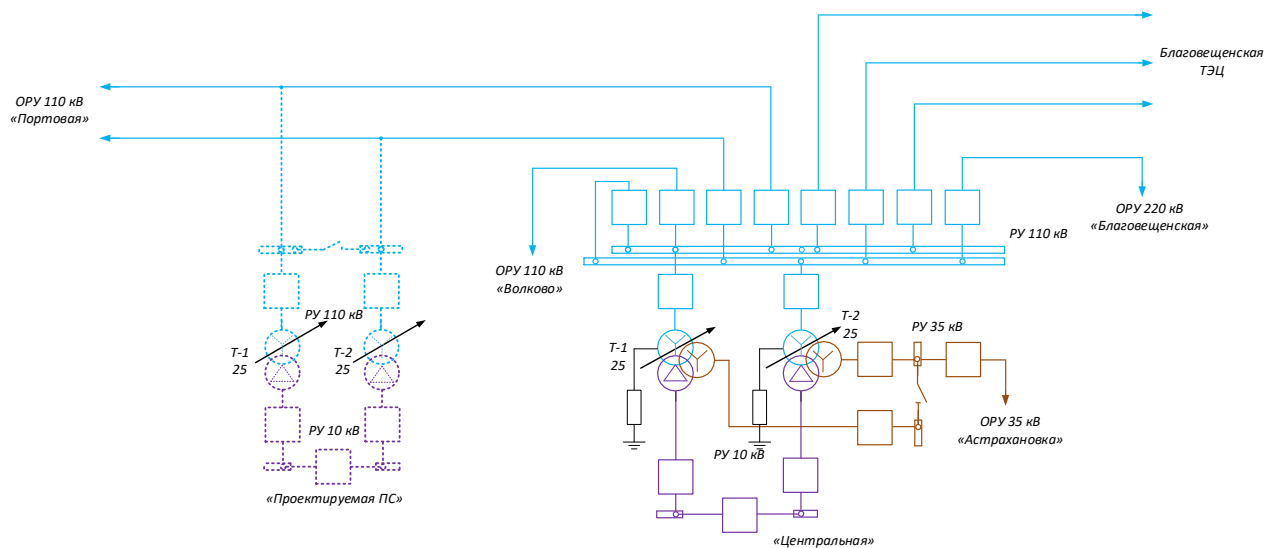 Благовещенская
ТЭЦ
ОРУ 110 кВ
«Портовая»
ОРУ 220 кВ
«Благовещенская»
РУ 110 кВ
ОРУ 110 кВ
«Волково»
РУ 110 кВ
Т-1
25
Т-2
25
Т-1
25
Т-2
25
РУ 35 кВ
ОРУ 35 кВ
«Астрахановка»
РУ 10 кВ
РУ 10 кВ
«Проектируемая ПС»
«Центральная»